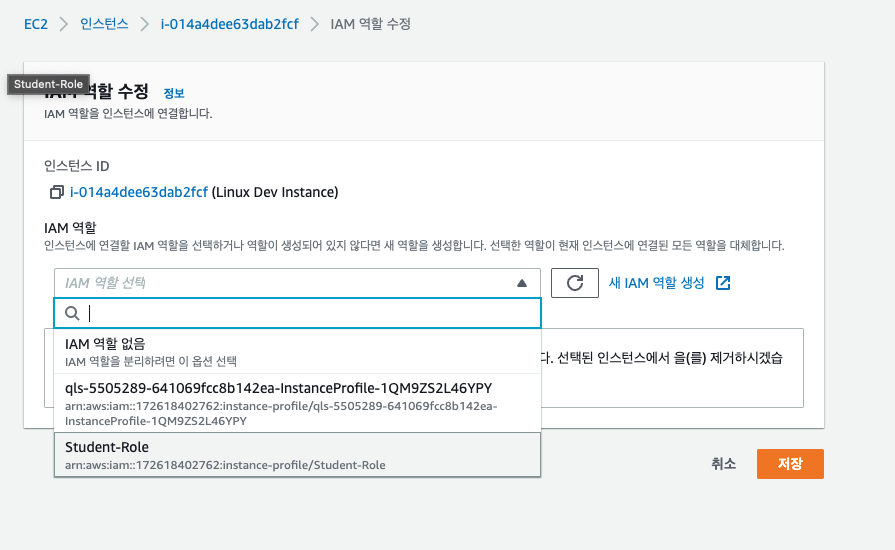 EC2 > 인스턴스 > i-014a4dee63dab2fcf > IAM 역할 수정
Student-Role
IAM 역할 수정 정보
IAM 역할을 인스턴스에 연결합니다.
인스턴스 ID
i-014a4dee63dab2fcf (Linux Dev Instance)
IAM 역할
인스턴스에 연결할 IAM 역할을 선택하거나 역할이 생성되어 있지 않다면 새 역할을 생성합니다. 선택한 역할이 현재 인스턴스에 연결된 모든 역할을 대체합니다.
IAM 역할 선택
새 IAM 역할 생성
IAM 역할 없음
IAM 역할을 분리하려면 이 옵션 선택
다. 선택된 인스턴스에서 을(를) 제거하시겠습
qls-5505289-641069fcc8b142ea-InstanceProfile-1QM9ZS2L46YPY
arn:aws:iam::172618402762:instance-profile/qls-5505289-641069fcc8b142ea-
InstanceProfile-1QM9ZS2L46YPY
Student-Role
arn:aws:iam::172618402762:instance-profile/Student-Role
취소
저장